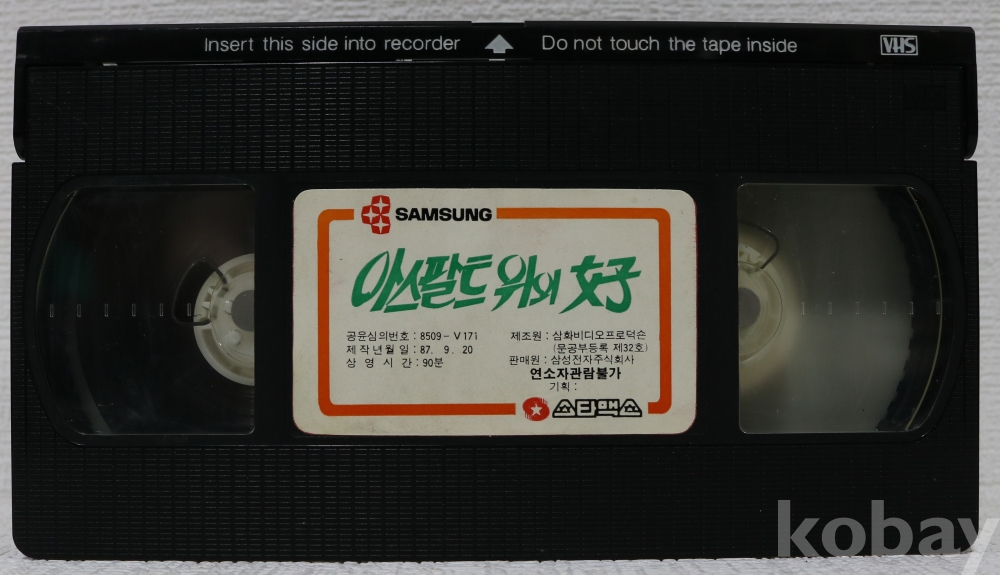 Insert this side into recorder Do not touch the tape inside VHS
SAMSUNG
아스팔트 위의 好
공윤심의번호 : 8509-V171
제작년월일 : 87. 9. 20
상영시간 : 90분
제조원 : 삼화비디오프로덕숀
(문공부등록 제32호)
판매원 : 삼성전자주식회사
연소자관람불가
기획 :
스타맥스
kobay